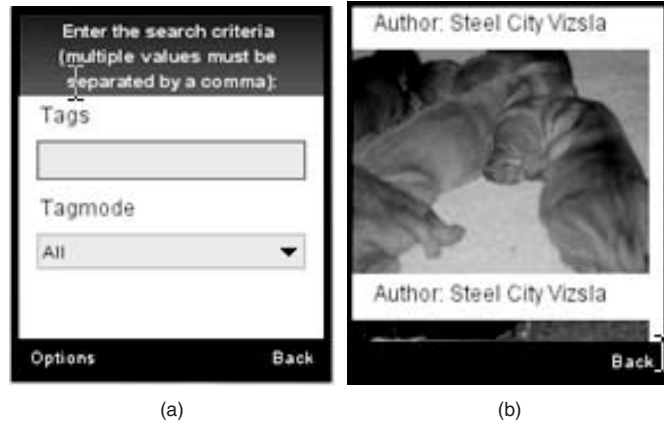 Enter the search criteria
(multiple values must be
separated by a comma):
Tags
Tagmode
All
Options
Back
(a)
Author: Steel City Vizsla
Author: Steel City Vizsla
Back
(b)